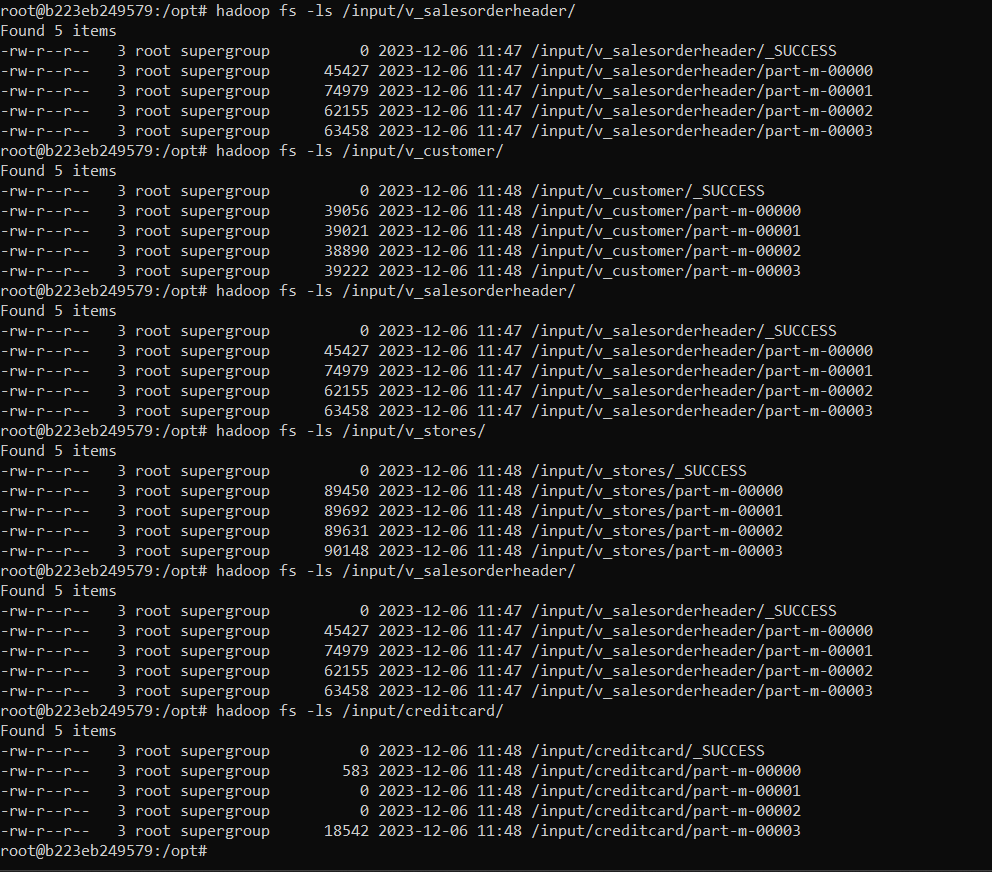 root@b223eb249579:/opt# hadoop fs -ls /input/v_salesorderheader/
Found 5 items
-rw-r--r--   3 root supergroup          0 2023-12-06 11:47 /input/v_salesorderheader/_SUCCESS
-rw-r--r--   3 root supergroup      45427 2023-12-06 11:47 /input/v_salesorderheader/part-m-00000
-rw-r--r--   3 root supergroup      74979 2023-12-06 11:47 /input/v_salesorderheader/part-m-00001
-rw-r--r--   3 root supergroup      62155 2023-12-06 11:47 /input/v_salesorderheader/part-m-00002
-rw-r--r--   3 root supergroup      63458 2023-12-06 11:47 /input/v_salesorderheader/part-m-00003
root@b223eb249579:/opt# hadoop fs -ls /input/v_customer/
Found 5 items
-rw-r--r--   3 root supergroup          0 2023-12-06 11:48 /input/v_customer/_SUCCESS
-rw-r--r--   3 root supergroup      39056 2023-12-06 11:48 /input/v_customer/part-m-00000
-rw-r--r--   3 root supergroup      39021 2023-12-06 11:48 /input/v_customer/part-m-00001
-rw-r--r--   3 root supergroup      38890 2023-12-06 11:48 /input/v_customer/part-m-00002
-rw-r--r--   3 root supergroup      39222 2023-12-06 11:48 /input/v_customer/part-m-00003
root@b223eb249579:/opt# hadoop fs -ls /input/v_salesorderheader/
Found 5 items
-rw-r--r--   3 root supergroup          0 2023-12-06 11:47 /input/v_salesorderheader/_SUCCESS
-rw-r--r--   3 root supergroup      45427 2023-12-06 11:47 /input/v_salesorderheader/part-m-00000
-rw-r--r--   3 root supergroup      74979 2023-12-06 11:47 /input/v_salesorderheader/part-m-00001
-rw-r--r--   3 root supergroup      62155 2023-12-06 11:47 /input/v_salesorderheader/part-m-00002
-rw-r--r--   3 root supergroup      63458 2023-12-06 11:47 /input/v_salesorderheader/part-m-00003
root@b223eb249579:/opt# hadoop fs -ls /input/v_stores/
Found 5 items
-rw-r--r--   3 root supergroup          0 2023-12-06 11:48 /input/v_stores/_SUCCESS
-rw-r--r--   3 root supergroup      89450 2023-12-06 11:48 /input/v_stores/part-m-00000
-rw-r--r--   3 root supergroup      89692 2023-12-06 11:48 /input/v_stores/part-m-00001
-rw-r--r--   3 root supergroup      89631 2023-12-06 11:48 /input/v_stores/part-m-00002
-rw-r--r--   3 root supergroup      90148 2023-12-06 11:48 /input/v_stores/part-m-00003
root@b223eb249579:/opt# hadoop fs -ls /input/v_salesorderheader/
Found 5 items
-rw-r--r--   3 root supergroup          0 2023-12-06 11:47 /input/v_salesorderheader/_SUCCESS
-rw-r--r--   3 root supergroup      45427 2023-12-06 11:47 /input/v_salesorderheader/part-m-00000
-rw-r--r--   3 root supergroup      74979 2023-12-06 11:47 /input/v_salesorderheader/part-m-00001
-rw-r--r--   3 root supergroup      62155 2023-12-06 11:47 /input/v_salesorderheader/part-m-00002
-rw-r--r--   3 root supergroup      63458 2023-12-06 11:47 /input/v_salesorderheader/part-m-00003
root@b223eb249579:/opt# hadoop fs -ls /input/creditcard/
Found 5 items
-rw-r--r--   3 root supergroup          0 2023-12-06 11:48 /input/creditcard/_SUCCESS
-rw-r--r--   3 root supergroup        583 2023-12-06 11:48 /input/creditcard/part-m-00000
-rw-r--r--   3 root supergroup          0 2023-12-06 11:48 /input/creditcard/part-m-00001
-rw-r--r--   3 root supergroup          0 2023-12-06 11:48 /input/creditcard/part-m-00002
-rw-r--r--   3 root supergroup      18542 2023-12-06 11:48 /input/creditcard/part-m-00003
root@b223eb249579:/opt#